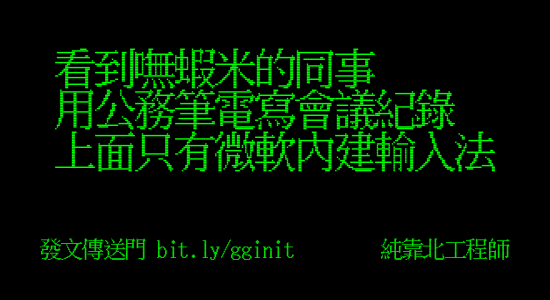 看到嘸蝦米的同事
用公務筆電寫會議紀錄
上面只有微軟內建輸入法
發文傳送門 bit.ly/gginit 純靠北工程師